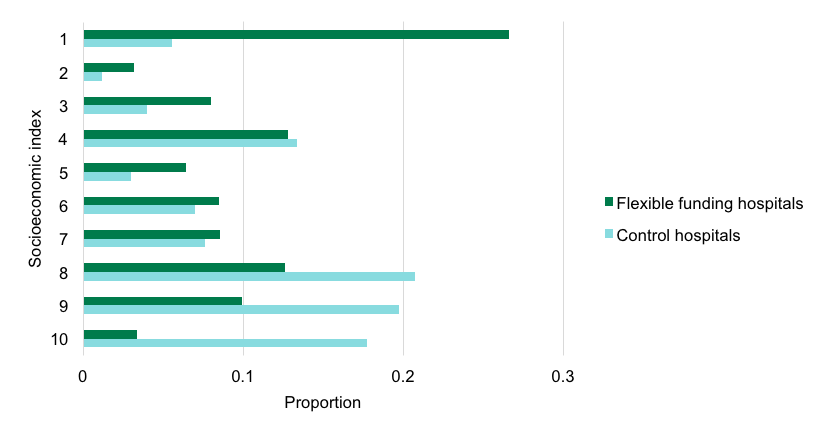 Socioeconomic index
1
2
3
4
5
6
7
8
9
10
0 0.1 0.2 0.3
Proportion
Flexible funding hospitals
Control hospitals